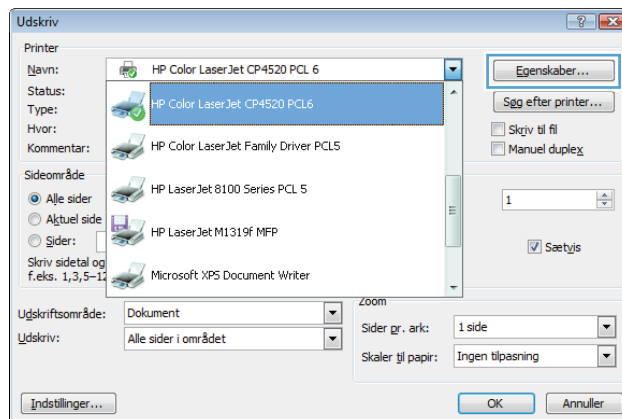 Udskriv
Printer
Navn: HP Color LaserJet CP4520 PCL 6 Egenskaber...
Status:
HP Color LaserJet CP4520 PCL6
Type:
Søg efter printer...
Hvor:
Skriv til fil
Kommentar:
HP Color LaserJet Family Driver PCL5
Manuel duplex
Sideområde
HP LaserJet 8100 Series PCL 5
Alle sider
1
Aktuel side
HP LaserJet M1319f MFP
Sider:
Sætvis
Skriv sidetal og
f.eks. 1,3,5–12
Microsoft XPS Document Writer
Zoom
Udskriftsområde: Dokument
Sider pr. ark: 1 side
Udskriv: Alle sider i området
Skaler til papir: Ingen tilpasning
Indstillinger... OK Annuller